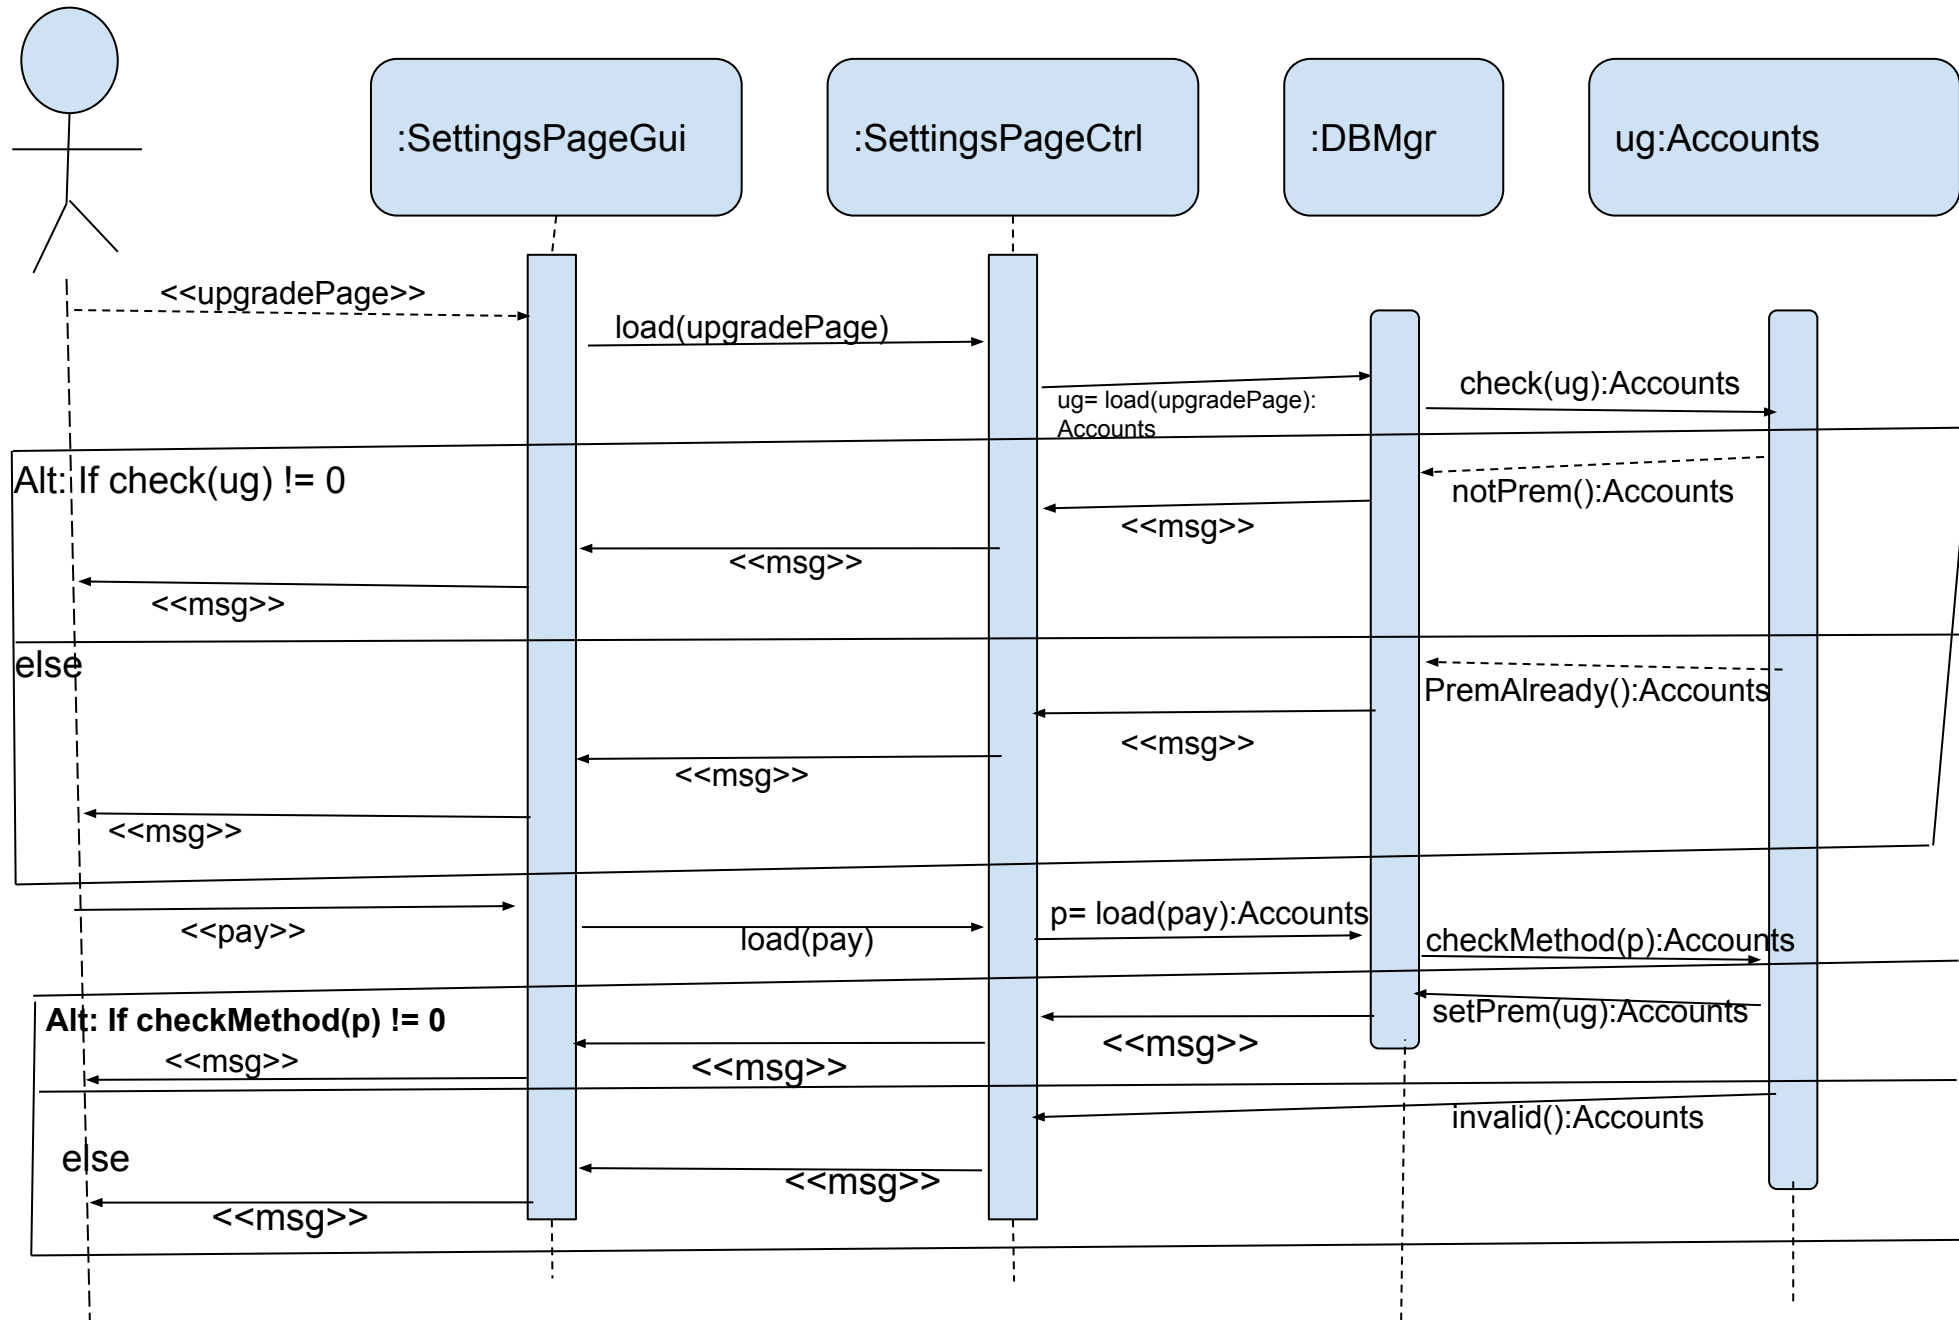 :SettingsPageGui
:SettingsPageCtrl
:DBMgr
ug:Accounts
<<upgradePage>>
load(upgradePage)
ug= load(upgradePage):
Accounts
check(ug):Accounts
Alt: If check(ug) != 0
notPrem():Accounts
<<msg>>
<<msg>>
<<msg>>
else
PremAlready():Accounts
<<msg>>
<<msg>>
<<msg>>
<<pay>>
load(pay)
p= load(pay):Accounts
checkMethod(p):Accounts
Alt: If checkMethod(p) != 0
setPrem(ug):Accounts
<<msg>>
<<msg>>
<<msg>>
invalid():Accounts
else
<<msg>>
<<msg>>